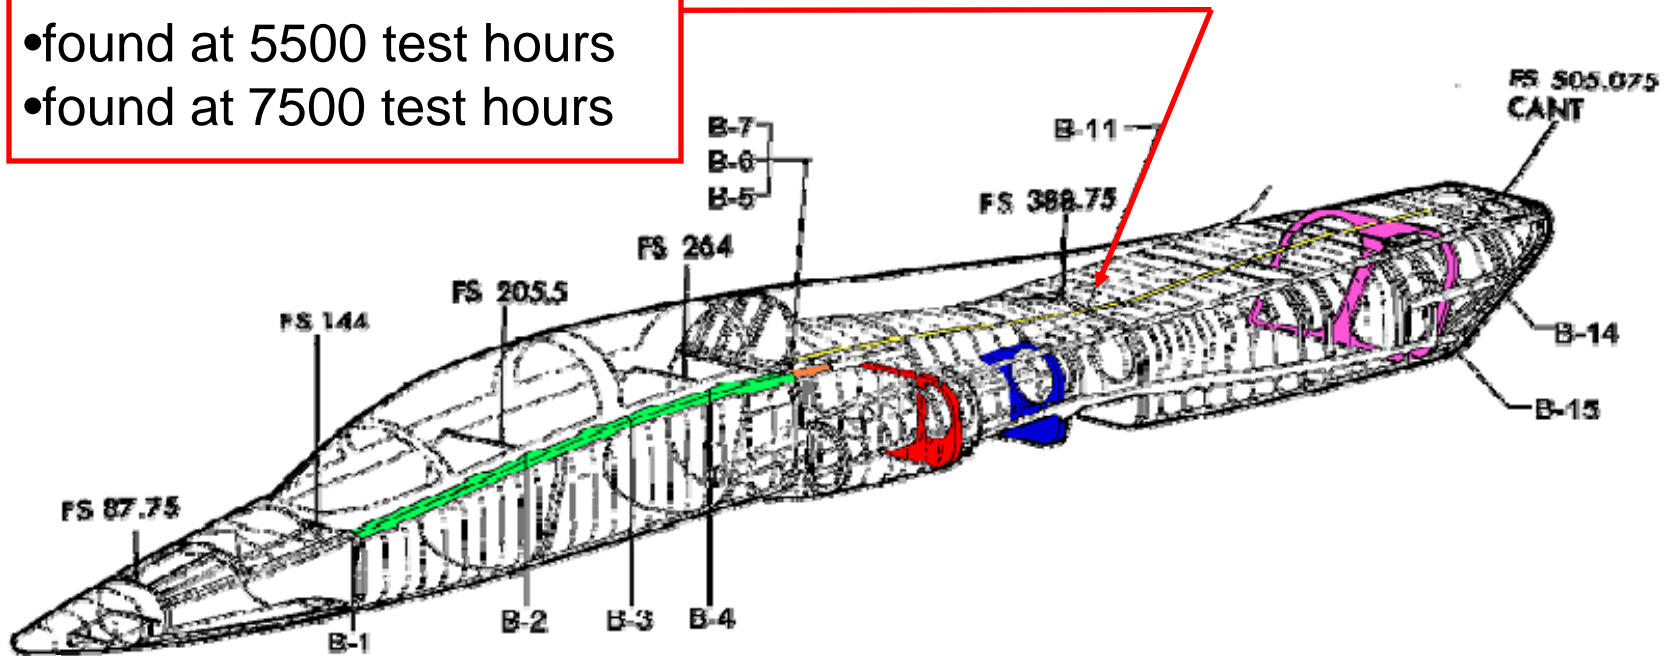 •found at 5500 test hours
•found at 7500 test hours
FS 505.075
CANT
B-7
B-6
B-5
B-11
FS 388.75
FS 264
FS 205.5
FS 144
FS 87.75
B-14
B-15
B-1
B-2
B-3
B-4